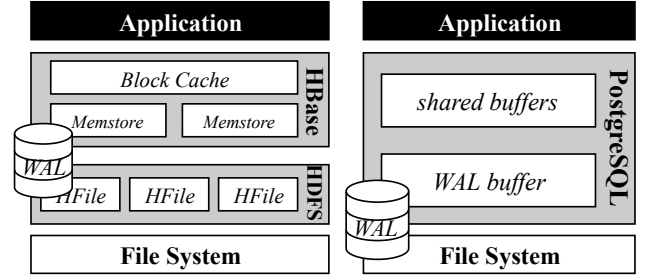 Application
Block Cache
Memstore
Memstore
HBase
WAL
HFile
HFile
HFile
HDFS
File System
Application
shared buffers
WAL buffer
PostgreSQL
WAL
File System